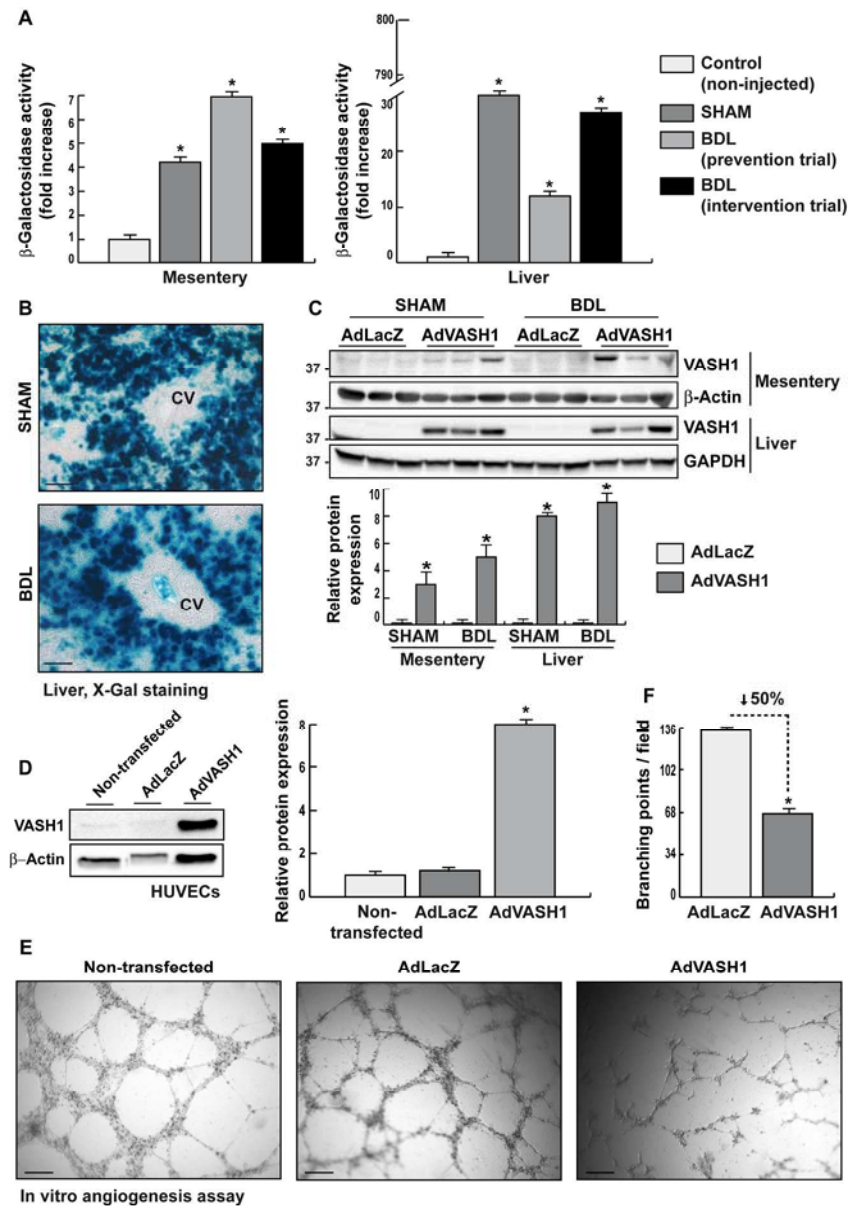 A
β-Galactosidase activity
(fold increase)
7
6
5
4
3
2
1
0
*
*
*
Mesentery
β-Galactosidase activity
(fold increase)
800
790
30
20
10
0
*
*
*
Liver
Control
(non-injected)
SHAM
BDL
(prevention trial)
BDL
(intervention trial)
B
SHAM
CV
BDL
CV
Liver, X-Gal staining
C
SHAM
BDL
AdLacZ
AdVASH1
AdLacZ
AdVASH1
37
VASH1
37
β-Actin
Mesentery
37
VASH1
37
GAPDH
Liver
Relative protein
expression
10
8
6
4
2
0
*
*
*
*
SHAM
BDL
SHAM
BDL
Mesentery
Liver
AdLacZ
AdVASH1
D
Non-transfected
AdLacZ
AdVASH1
VASH1
β–Actin
HUVECs
Relative protein expression
8
6
4
2
0
*
Non-
transfected
AdLacZ
AdVASH1
F
↓50%
Branching points / field
136
102
68
34
0
*
AdLacZ
AdVASH1
E
Non-transfected
AdLacZ
AdVASH1
In vitro angiogenesis assay